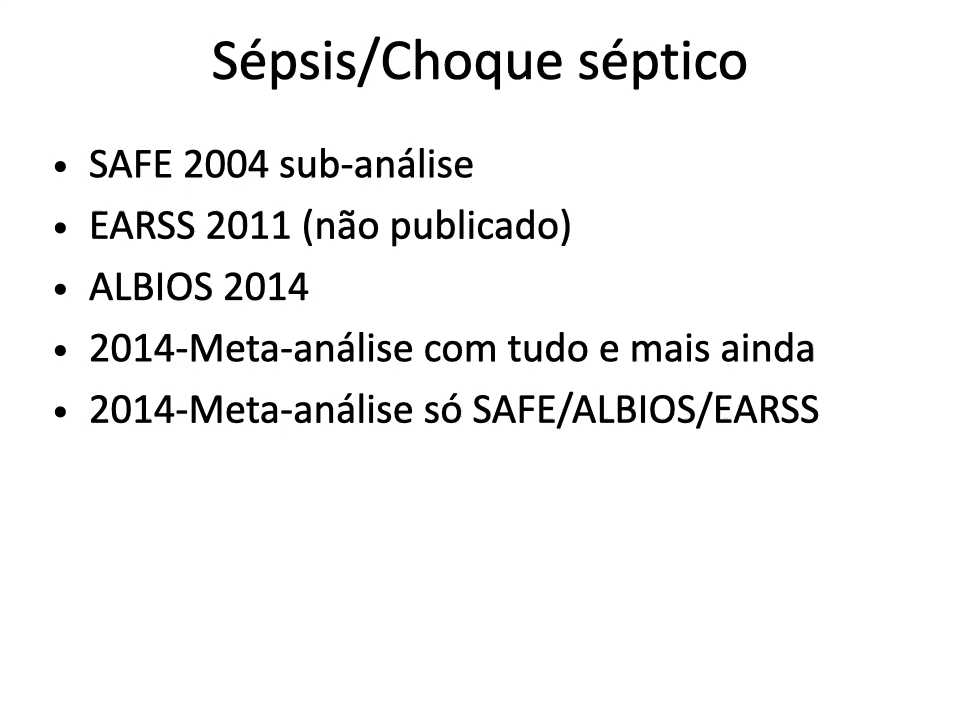 Sépsis/Choque séptico
• SAFE 2004 sub-análise
• EARSS 2011 (não publicado)
• ALBIOS 2014
• 2014-Meta-análise com tudo e mais ainda
• 2014-Meta-análise só SAFE/ALBIOS/EARSS